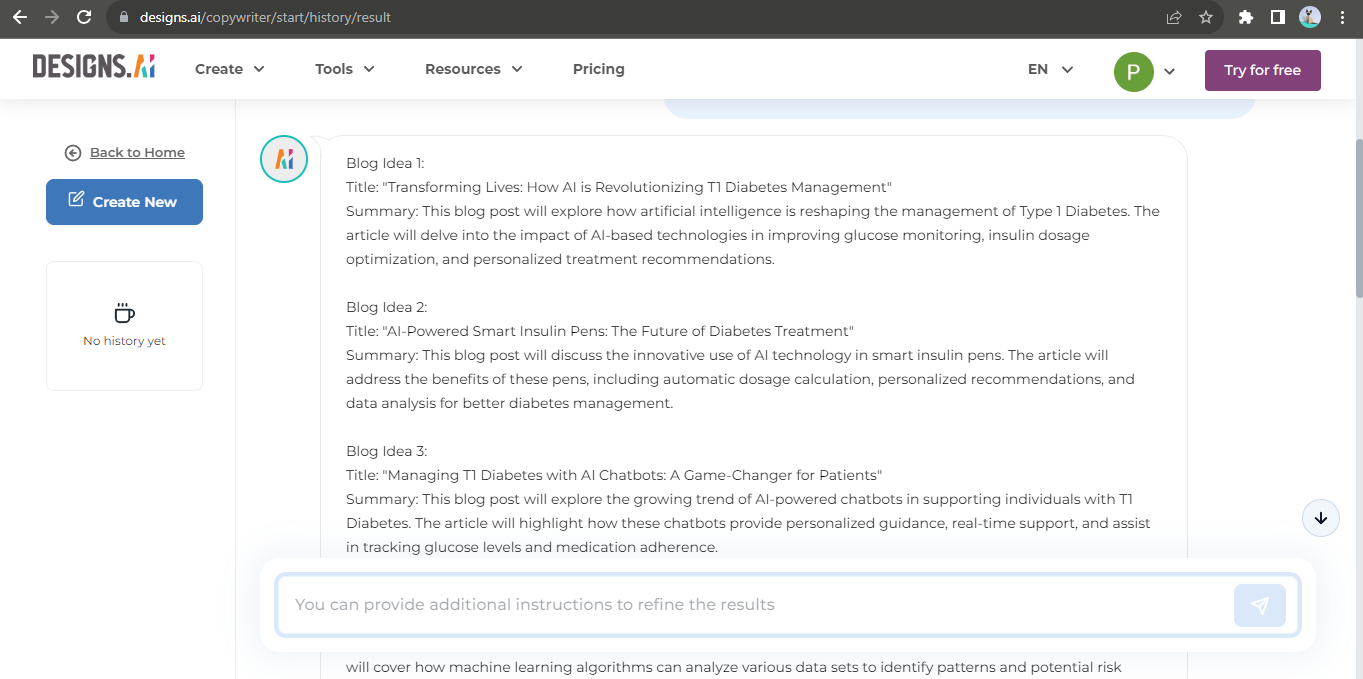 designs.ai/copywriter/start/history/result
DESIGNS.AI
Create
Tools
Resources
Pricing
EN
P
Try for free
Back to Home
Create New
No history yet
AI
Blog Idea 1:
Title: "Transforming Lives: How AI is Revolutionizing T1 Diabetes Management"
Summary: This blog post will explore how artificial intelligence is reshaping the management of Type 1 Diabetes. The
article will delve into the impact of AI-based technologies in improving glucose monitoring, insulin dosage
optimization, and personalized treatment recommendations.
Blog Idea 2:
Title: "AI-Powered Smart Insulin Pens: The Future of Diabetes Treatment"
Summary: This blog post will discuss the innovative use of AI technology in smart insulin pens. The article will
address the benefits of these pens, including automatic dosage calculation, personalized recommendations, and
data analysis for better diabetes management.
Blog Idea 3:
Title: "Managing T1 Diabetes with AI Chatbots: A Game-Changer for Patients"
Summary: This blog post will explore the growing trend of AI-powered chatbots in supporting individuals with T1
Diabetes. The article will highlight how these chatbots provide personalized guidance, real-time support, and assist
in tracking glucose levels and medication adherence.
You can provide additional instructions to refine the results
will cover how machine learning algorithms can analyze various data sets to identify patterns and potential risk